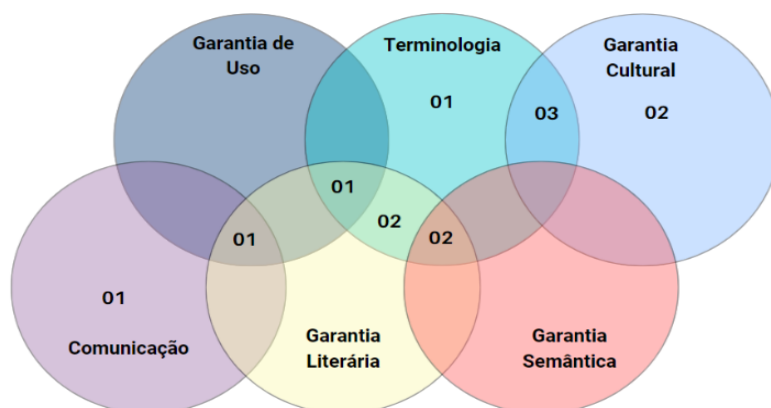 Garantia de
Uso
Terminologia
Garantia
Cultural
01
03
02
01
02
01
02
01
Comunicação
Garantia
Literária
Garantia
Semântica